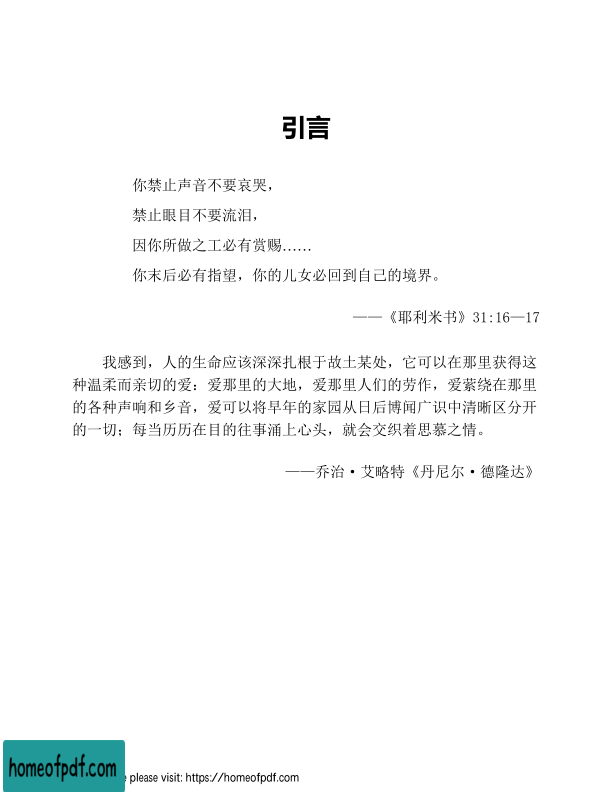 引言
你禁止声音不要哀哭，
禁止眼目不要流泪，
因你所做之工必有赏赐……
你末后必有指望，你的儿女必回到自己的境界。
——《耶利米书》31:16—17
我感到，人的生命应该深深扎根于故土某处，它可以在那里获得这
种温柔而亲切的爱：爱那里的大地，爱那里人们的劳作，爱萦绕在那里
的各种声响和乡音，爱可以将早年的家园从日后博闻广识中清晰区分开
的一切；每当历历在目的往事涌上心头，就会交织着思慕之情。
——乔治·艾略特《丹尼尔·德隆达》
homeofpdf.com
e please visit: https://homeofpdf.com